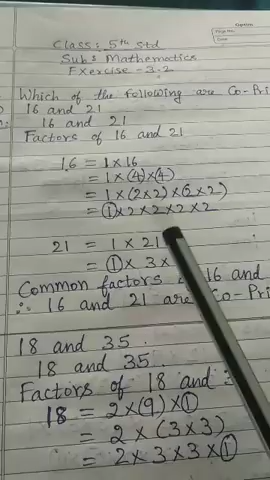 Class: 5th Std
Sub: Mathematics
Exercise - 3.2
Which of the following are Co-Pri
16 and 21
16 and 21
Factors of 16 and 21
16 = 1 × 16
= 1 × (4) × (4)
= 1 × (2 × 2) × (2 × 2)
= 1 × 2 × 2 × 2 × 2
21 = 1 × 21
= 1 × 3 ×
Common factors 16 and
∴ 16 and 21 are Co-Pri
18 and 35
18 and 35
Factors of 18 and
18 = 2 × (9) × 1
= 2 × (3 × 3)
= 2 × 3 × 3 × 1